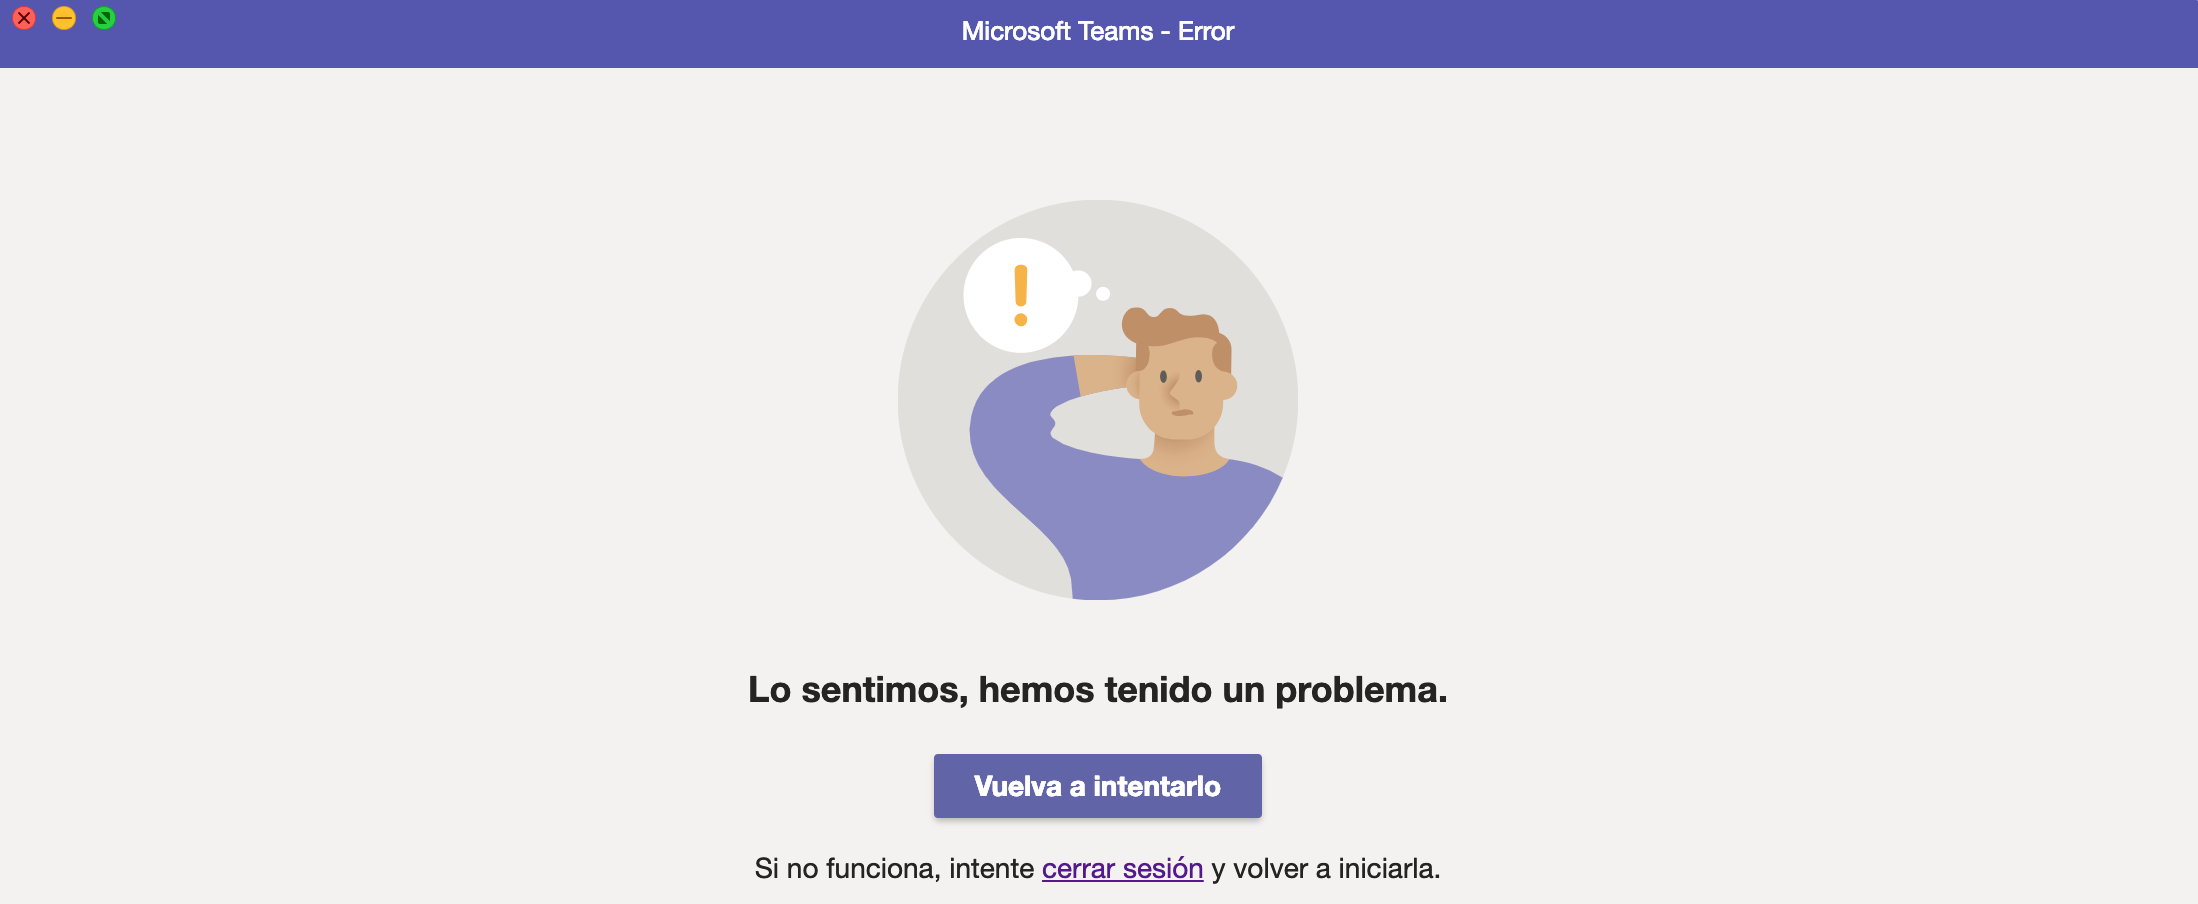 Microsoft Teams - Error
!
Lo sentimos, hemos tenido un problema.
Vuelva a intentarlo
Si no funciona, intente cerrar sesión y volver a iniciarla.